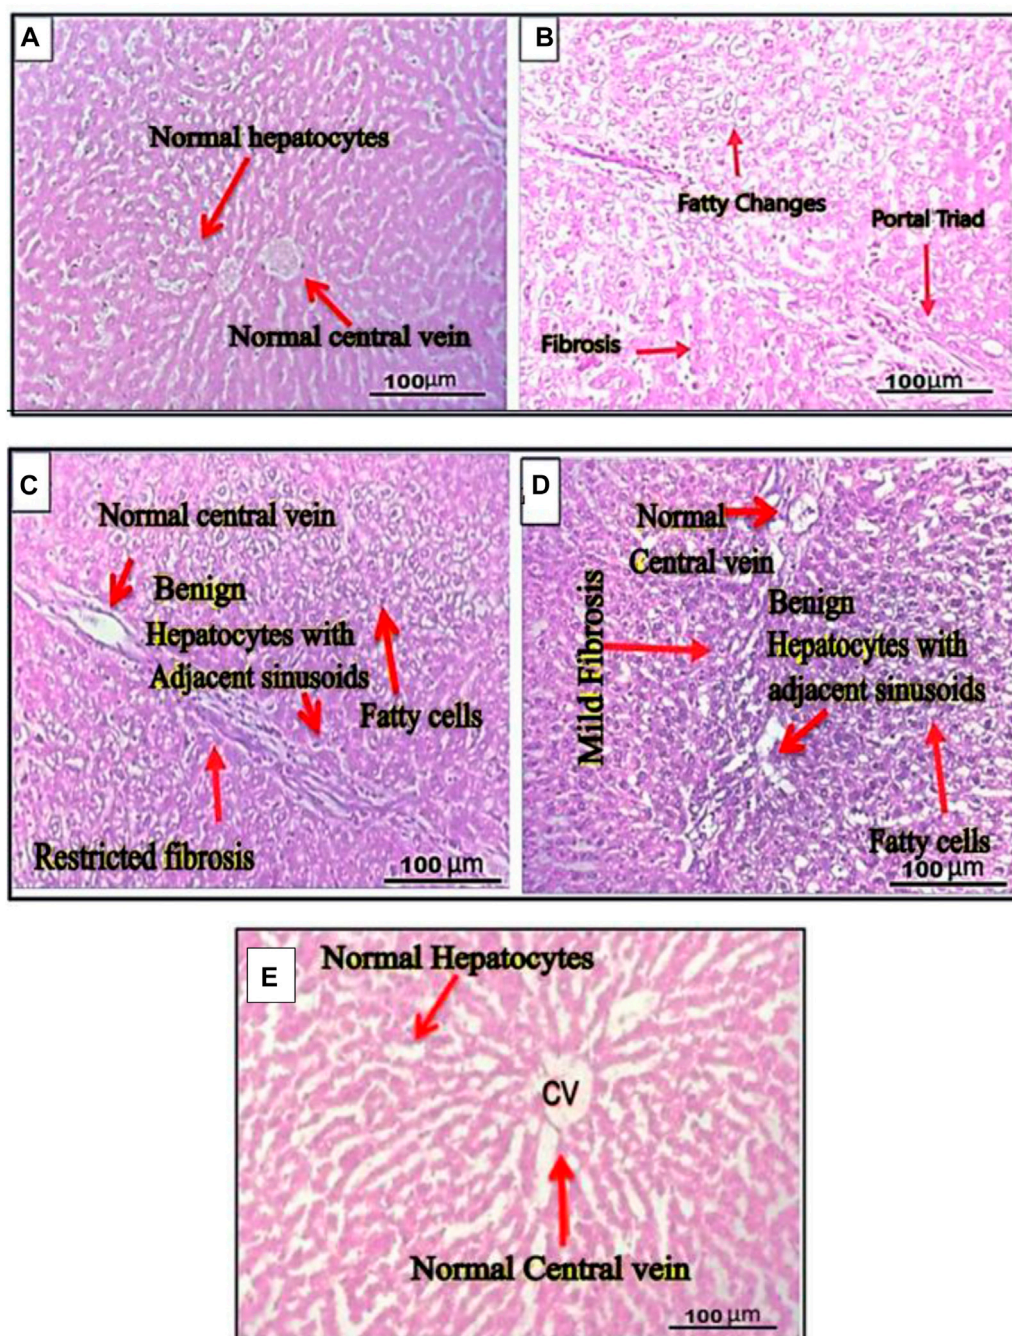 A
Normal hepatocytes
Normal central vein
100µm
B
Fatty Changes
Portal Triad
Fibrosis
100µm
C
Normal central vein
Benign
Hepatocytes with
Adjacent sinusoids
Fatty cells
Restricted fibrosis
100 µm
D
Normal
Central vein
Mild Fibrosis
Benign
Hepatocytes with
adjacent sinusoids
Fatty cells
100 µm
E
Normal Hepatocytes
CV
Normal Central vein
100 µm